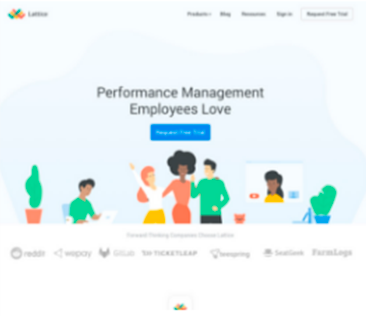 Lattice
Products
Blog
Resources
Sign in
Request Free Trial
Performance Management
Employees Love
Request Free Trial
Forward-Thinking Companies Choose Lattice
reddit
wepay
GitLab
TICKETLEAP
teespring
SeatGeek
FarmLogs